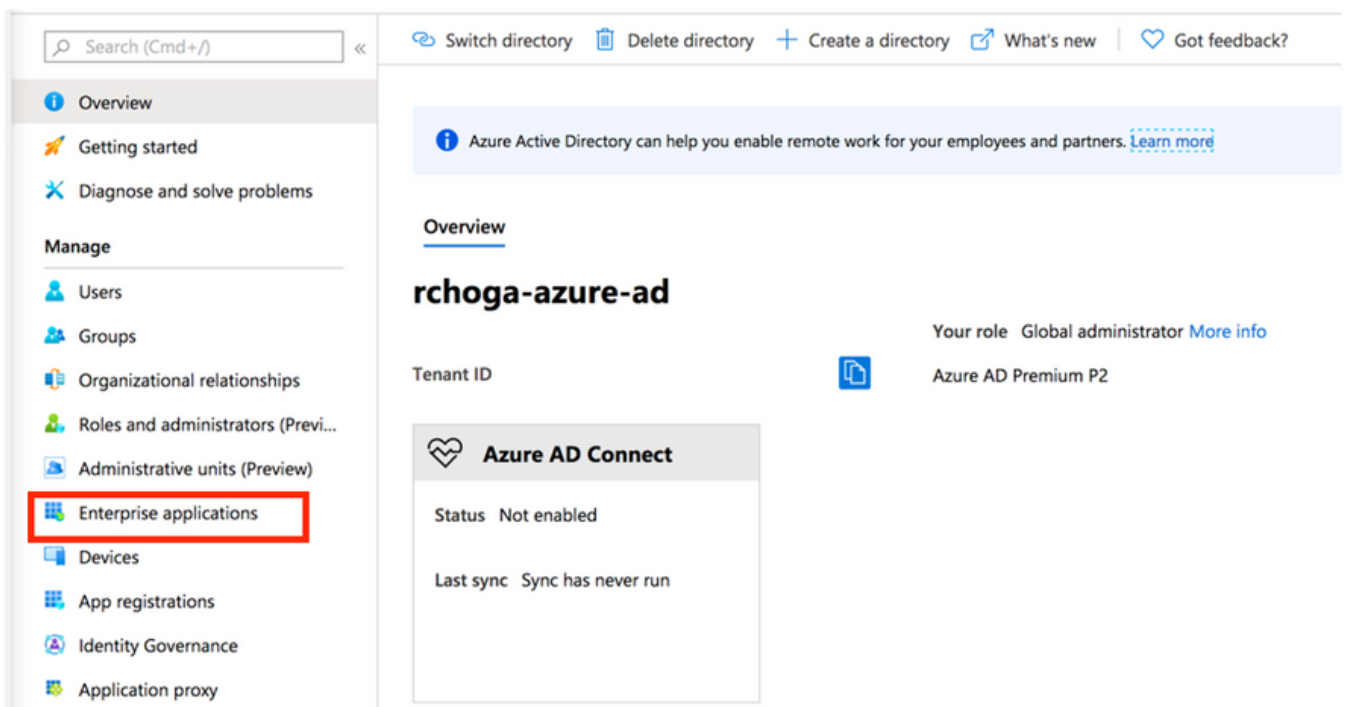 Search (Cmd+/)
«
Overview
Getting started
Diagnose and solve problems
Manage
Users
Groups
Organizational relationships
Roles and administrators (Previ...
Administrative units (Preview)
Enterprise applications
Devices
App registrations
Identity Governance
Application proxy
Switch directory Delete directory Create a directory What's new Got feedback?
Azure Active Directory can help you enable remote work for your employees and partners. Learn more
Overview
rchoga-azure-ad
Your role Global administrator More info
Tenant ID
Azure AD Premium P2
Azure AD Connect
Status Not enabled
Last sync Sync has never run